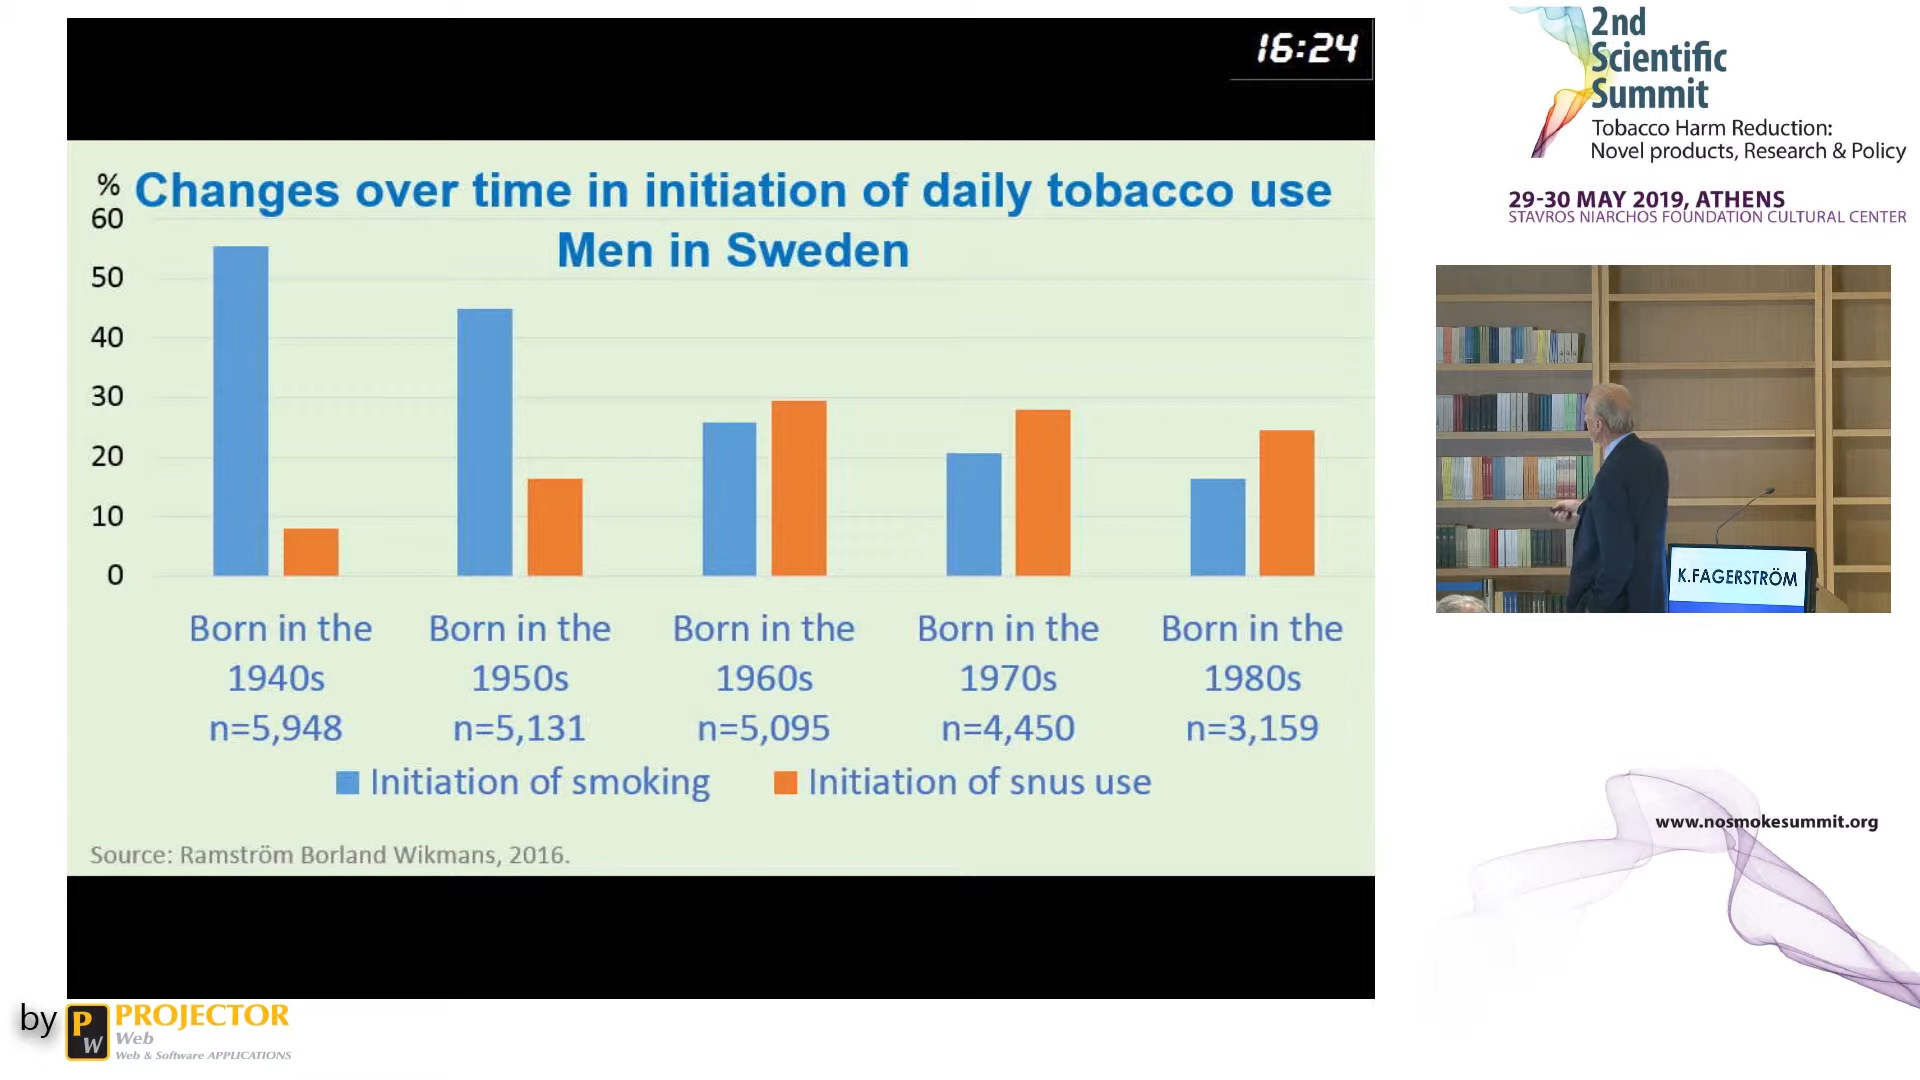 16:24
%
Changes over time in initiation of daily tobacco use
Men in Sweden
60
50
40
30
20
10
0
Born in the
1940s
n=5,948
Born in the
1950s
n=5,131
Born in the
1960s
n=5,095
Born in the
1970s
n=4,450
Born in the
1980s
n=3,159
Initiation of smoking
Initiation of snus use
Source: Ramström Borland Wikmans, 2016.
2nd
Scientific
Summit
Tobacco Harm Reduction:
Novel products, Research & Policy
29-30 MAY 2019, ATHENS
STAVROS NIARCHOS FOUNDATION CULTURAL CENTER
K.FAGERSTRÖM
www.nosmokesummit.org
by
PW
PROJECTOR
Web
Web & Software APPLICATIONS